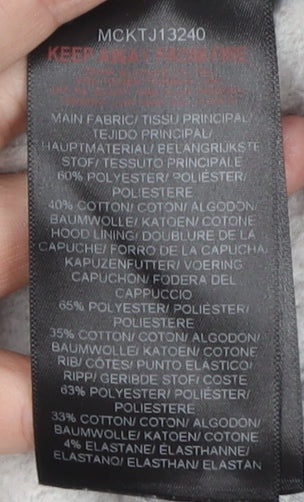 MCKTJ13240
KEEP AWAY FROM FIRE
MAIN FABRIC/ TISSU PRINCIPAL/
TEJIDO PRINCIPAL/
HAUPTMATERIAL/ BELANGRIJKSTE
STOF/ TESSUTO PRINCIPALE
60% POLYESTER/ POLIÉSTER/
POLIESTERE
40% COTTON/ COTON/ ALGODON/
BAUMWOLLE/ KATOEN/ COTONE
HOOD LINING/ DOUBLURE DE LA
CAPUCHE/ FORRO DE LA CAPUCHA/
KAPUZENFUTTER/ VOERING
CAPUCHON/ FODERA DEL
CAPPUCCIO
65% POLYESTER/ POLIÉSTER/
POLIESTERE
35% COTTON/ COTON/ ALGODON/
BAUMWOLLE/ KATOEN/ COTONE
RIB/ CÔTES/ PUNTO ELÁSTICO/
RIPP/ GERIBDE STOF/ COSTE
63% POLYESTER/ POLIÉSTER/
POLIESTERE
33% COTTON/ COTON/ ALGODON/
BAUMWOLLE/ KATOEN/ COTONE
4% ELASTANE/ ÉLASTHANNE/
ELASTANO/ ELASTHAN/ ELASTAN